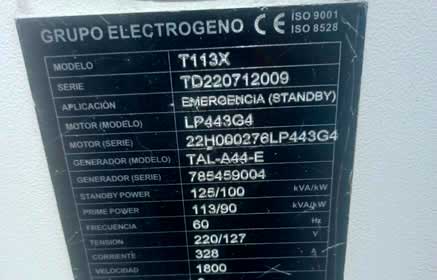 GRUPO ELECTROGENO CE ISO 9001
ISO 8528
MODELO T113X
SERIE TD220712009
APLICACIÓN EMERGENCIA (STANDBY)
MOTOR (MODELO) LP443G4
MOTOR (SERIE) 22H000276LP443G4
GENERADOR (MODELO) TAL-A44-E
GENERADOR (SERIE) 785459004
STANDBY POWER 125/100 kVA/kW
PRIME POWER 113/90 kVA/kW
FRECUENCIA 60 Hz
TENSION 220/127 V
CORRIENTE 328 A
VELOCIDAD 1800